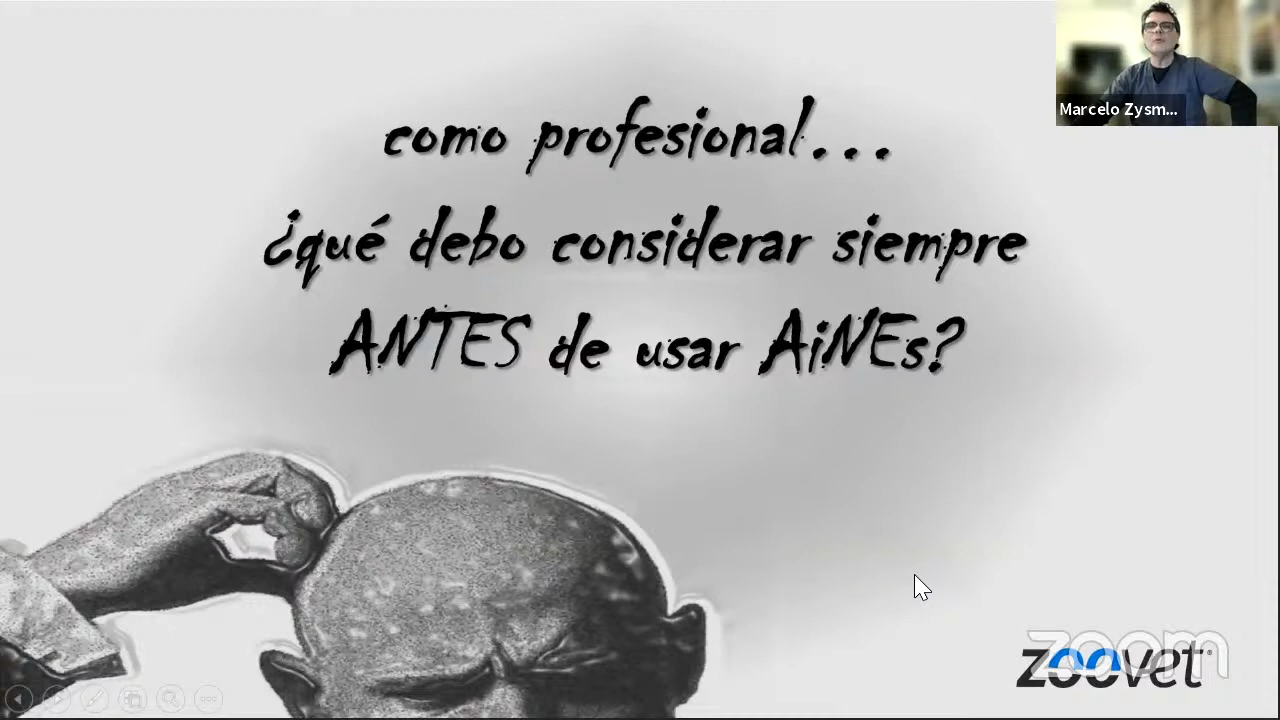 Marcelo Zysm...
como profesional...
¿qué debo considerar siempre
ANTES de usar AiNEs?
zoom
zoovet